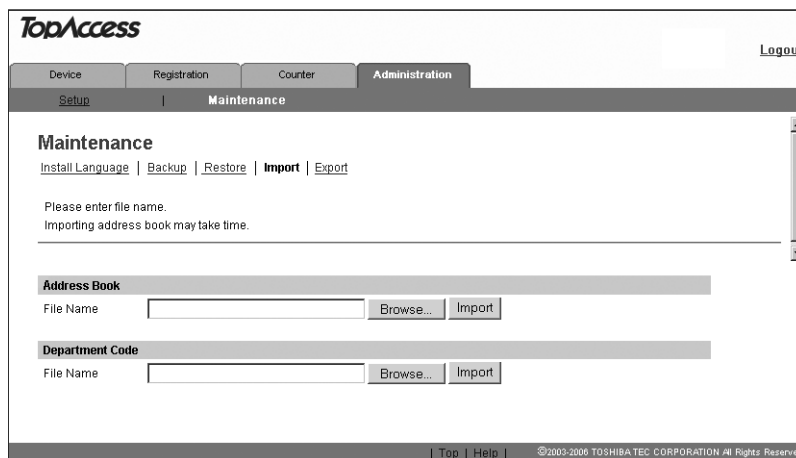 TopAccess
Logou
Device Registration Counter Administration
Setup | Maintenance
Maintenance
Install Language | Backup | Restore | Import | Export
Please enter file name.
Importing address book may take time.
Address Book
File Name Browse... Import
Department Code
File Name Browse... Import
| Top | Help | ©2003-2006 TOSHIBA TEC CORPORATION All Rights Reserve